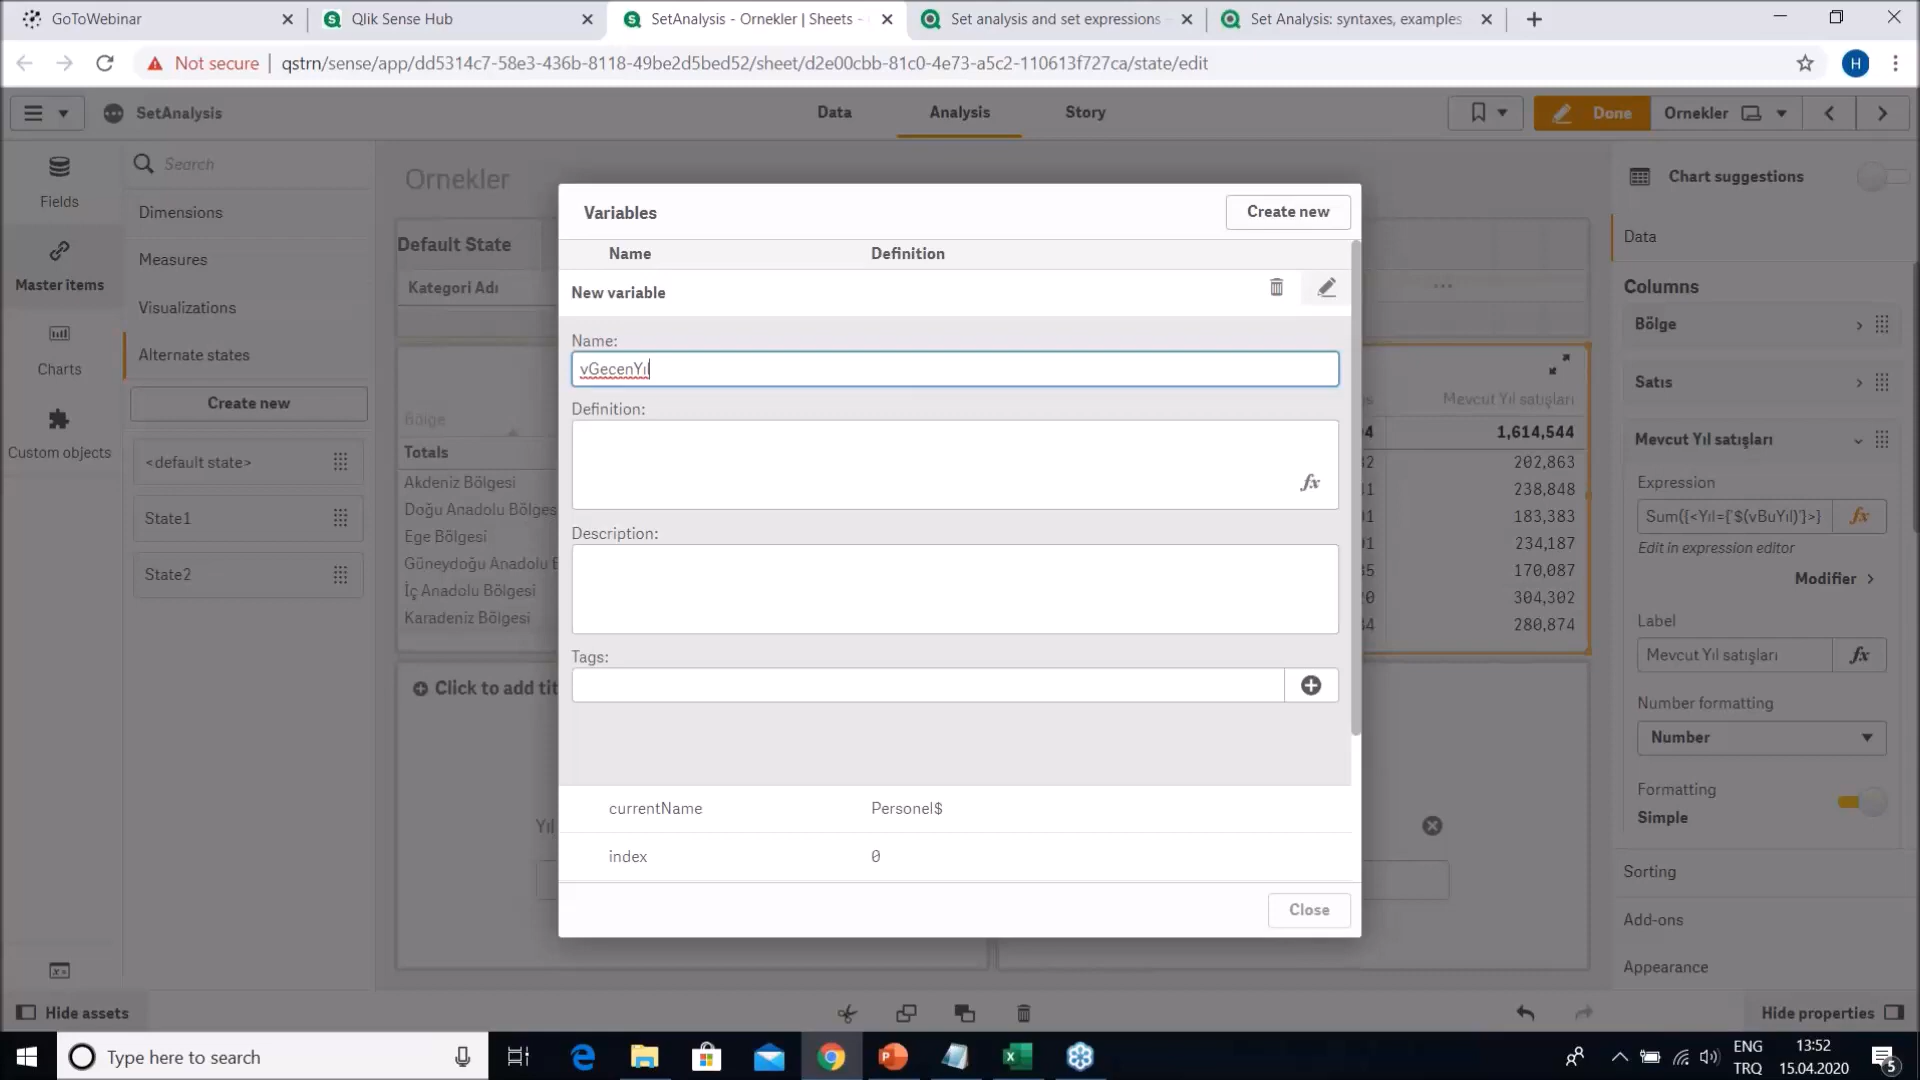 GoToWebinar
Qlik Sense Hub
SetAnalysis - Ornekler | Sheets -
Set analysis and set expressions
Set Analysis: syntaxes, examples
Not secure
qstrn/sense/app/dd5314c7-58e3-436b-8118-49be2d5bed52/sheet/d2e00cbb-81c0-4e73-a5c2-110613f727ca/state/edit
H
SetAnalysis
Data
Analysis
Story
Done
Ornekler
Fields
Master items
Charts
Custom objects
Search
Dimensions
Measures
Visualizations
Alternate states
Create new
<default state>
State1
State2
Ornekler
Default State
Kategori Adı
Bölge
Totals
Akdeniz Bölgesi
Doğu Anadolu Bölges
Ege Bölgesi
Güneydoğu Anadolu B
İç Anadolu Bölgesi
Karadeniz Bölgesi
Click to add tit
Yıl
Variables
Create new
Name
Definition
New variable
Name:
vGecenYıl
Definition:
fx
Description:
Tags:
currentName
Personel$
index
0
Close
Mevcut Yıl satışları
1,614,544
202,863
238,848
183,383
234,187
170,087
304,302
280,874
Chart suggestions
Data
Columns
Bölge
Satıs
Mevcut Yıl satışları
Expression
Sum({<Yıl={'$(vBuYıl)'}>}
fx
Edit in expression editor
Modifier
Label
Mevcut Yıl satışları
fx
Number formatting
Number
Formatting
Simple
Sorting
Add-ons
Appearance
Hide assets
Hide properties
Type here to search
ENG
TRQ
13:52
15.04.2020
5